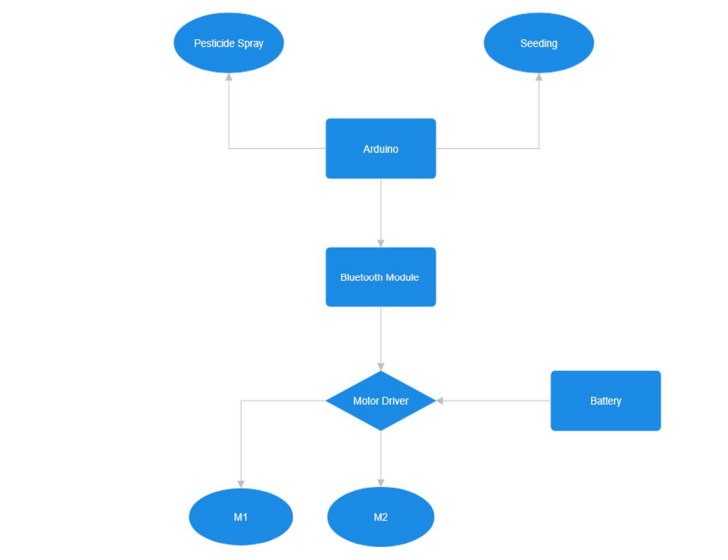 Pesticide Spray
Seeding
Arduino
Bluetooth Module
Motor Driver
Battery
M1
M2